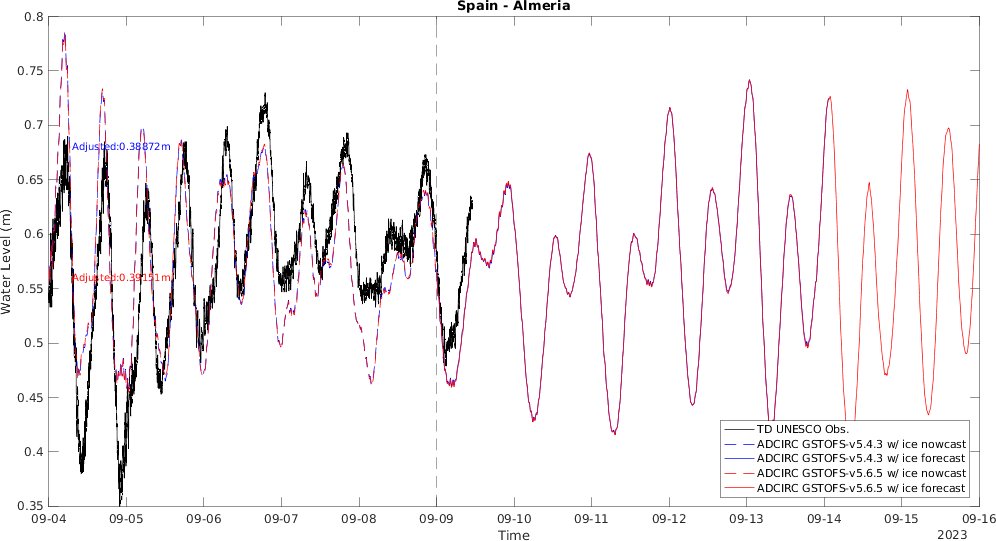 Spain - Almeria
0.8
0.75
0.7
0.65
0.6
0.55
0.5
0.45
0.4
0.35
Water Level (m)
Adjusted:0.38872m
Adjusted:0.39151m
TD UNESCO Obs.
ADCIRC GSTOFS-v5.4.3 w/ ice nowcast
ADCIRC GSTOFS-v5.4.3 w/ ice forecast
ADCIRC GSTOFS-v5.6.5 w/ ice nowcast
ADCIRC GSTOFS-v5.6.5 w/ ice forecast
09-04 09-05 09-06 09-07 09-08 09-09 09-10 09-11 09-12 09-13 09-14 09-15 09-16
Time
2023